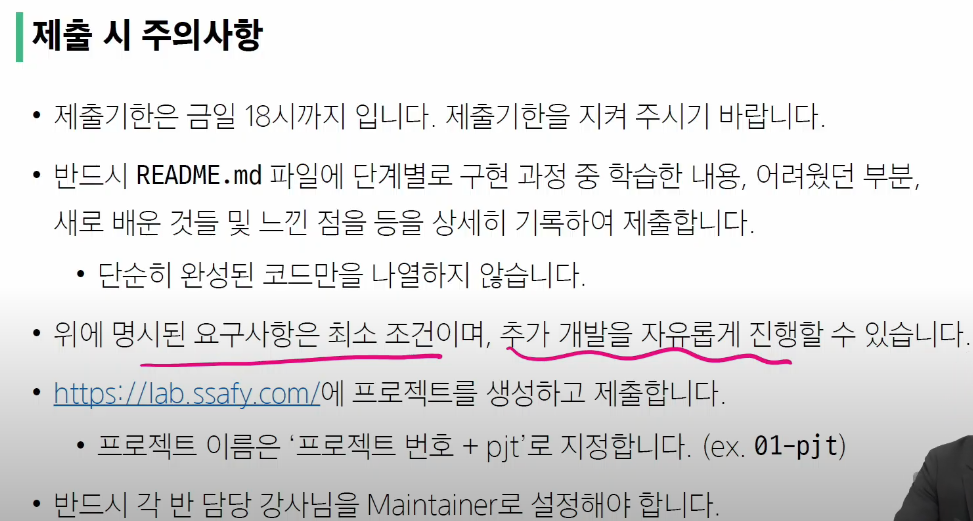 제출 시 주의사항
• 제출기한은 금일 18시까지 입니다. 제출기한을 지켜 주시기 바랍니다.
• 반드시 README.md 파일에 단계별로 구현 과정 중 학습한 내용, 어려웠던 부분,
새로 배운 것들 및 느낀 점을 등을 상세히 기록하여 제출합니다.
• 단순히 완성된 코드만을 나열하지 않습니다.
• 위에 명시된 요구사항은 최소 조건이며, 추가 개발을 자유롭게 진행할 수 있습니다.
• https://lab.ssafy.com/에 프로젝트를 생성하고 제출합니다.
• 프로젝트 이름은 ‘프로젝트 번호 + pjt’로 지정합니다. (ex. 01-pjt)
• 반드시 각 반 담당 강사님을 Maintainer로 설정해야 합니다.